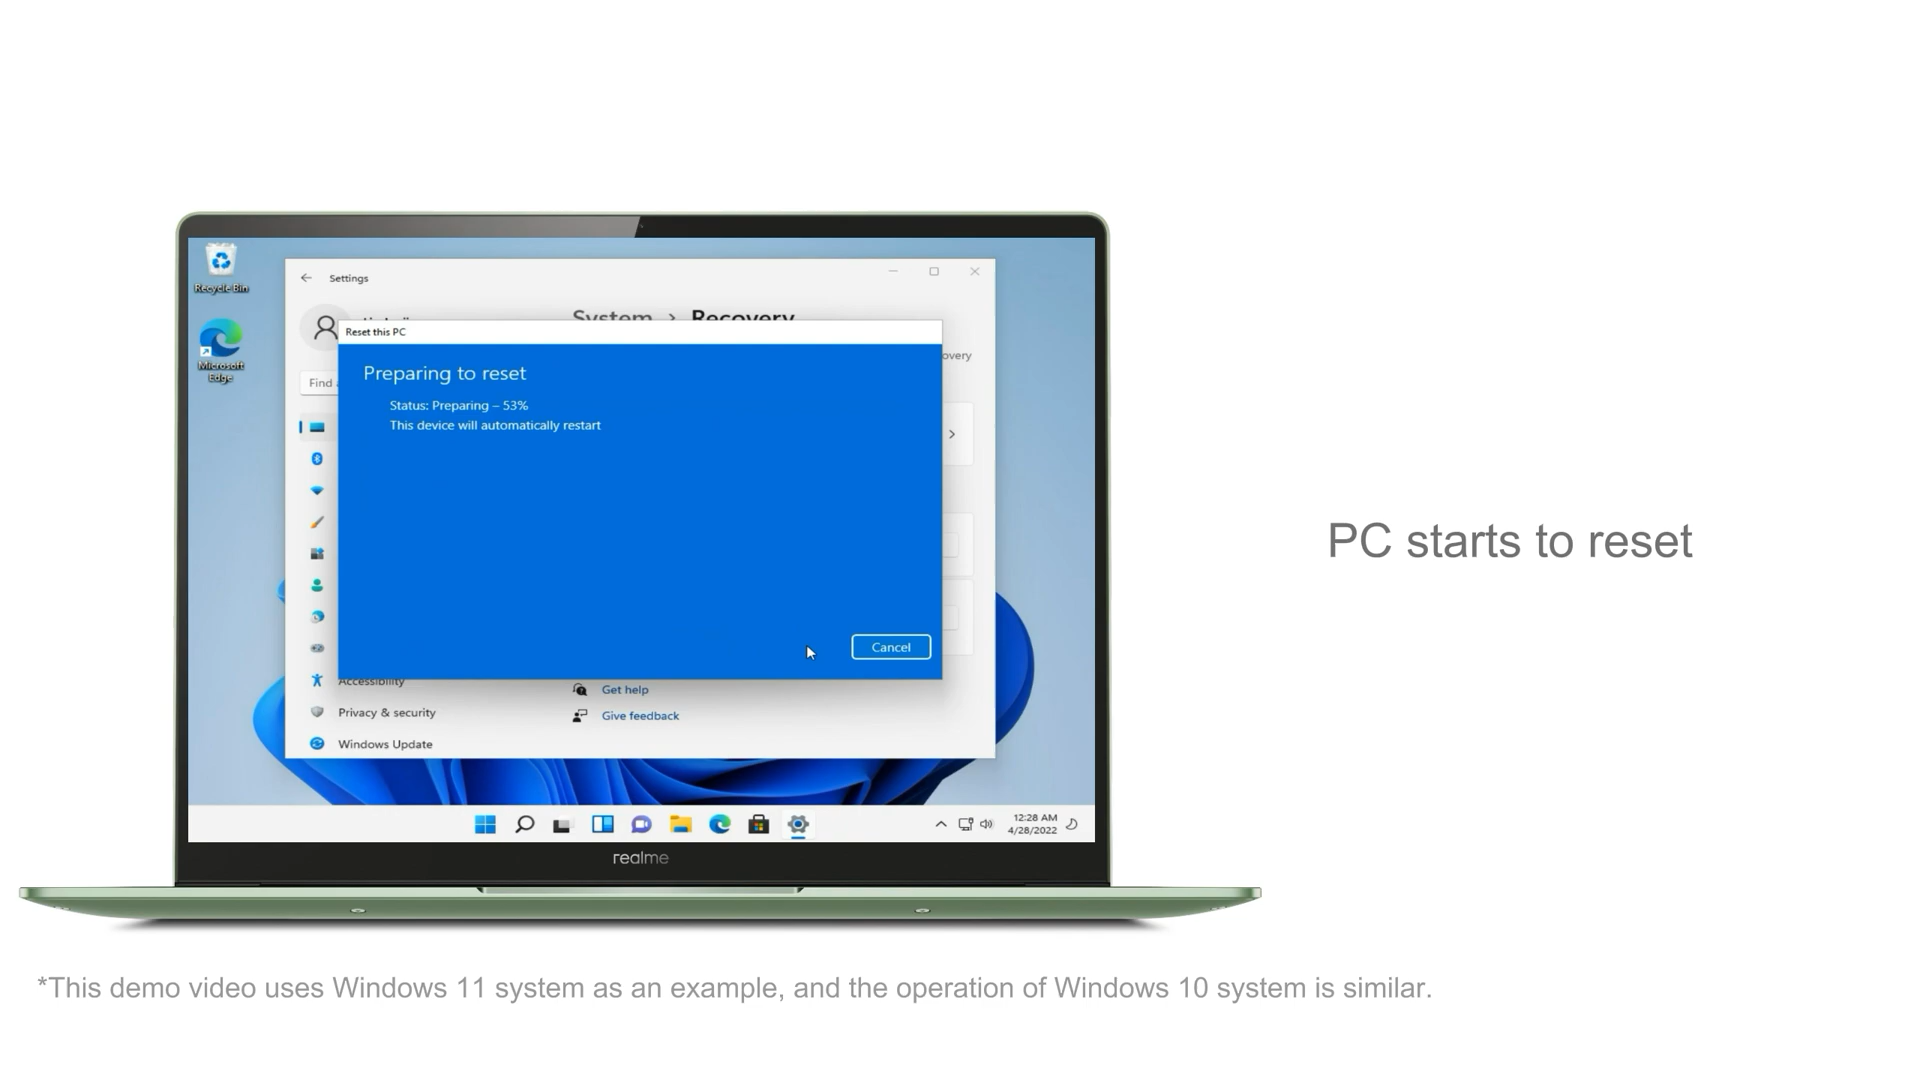 Recycle Bin
Microsoft
Edge
Settings
System > Recovery
Reset this PC
overy
Find
Preparing to reset
Status: Preparing – 53%
This device will automatically restart
Cancel
Accessibility
Privacy & security
Windows Update
Get help
Give feedback
12:28 AM
4/28/2022
realme
PC starts to reset
*This demo video uses Windows 11 system as an example, and the operation of Windows 10 system is similar.